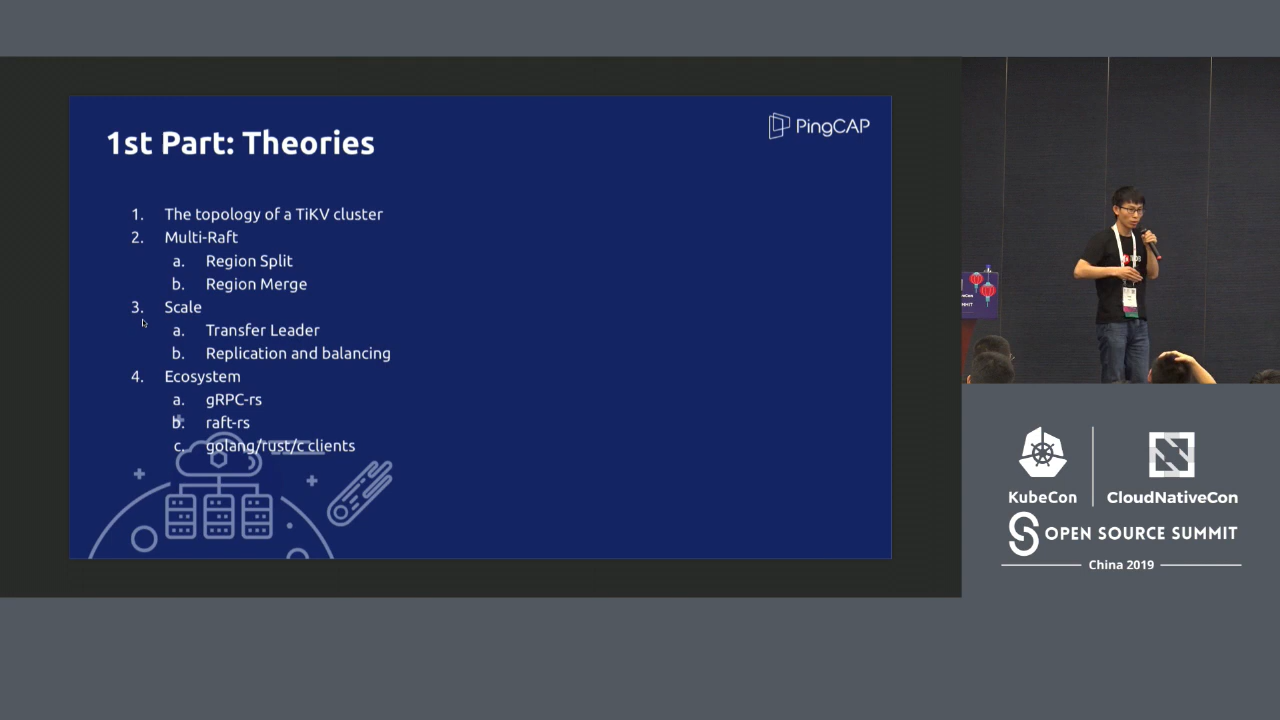 1st Part: Theories
PingCAP
1. The topology of a TiKV cluster
2. Multi-Raft
a. Region Split
b. Region Merge
3. Scale
a. Transfer Leader
b. Replication and balancing
4. Ecosystem
a. gRPC-rs
b. raft-rs
c. golang/rust/c clients
KubeCon
CloudNativeCon
OPEN SOURCE SUMMIT
China 2019